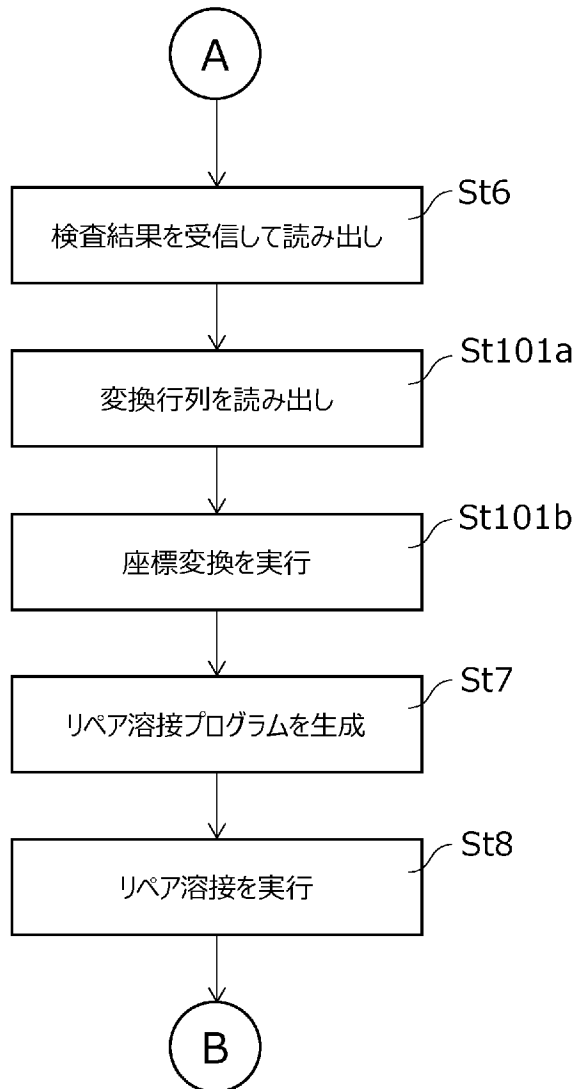 A
St6
検査結果を受信して読み出し
St101a
変換行列を読み出し
St101b
座標変換を実行
St7
リペア溶接プログラムを生成
St8
リペア溶接を実行
B